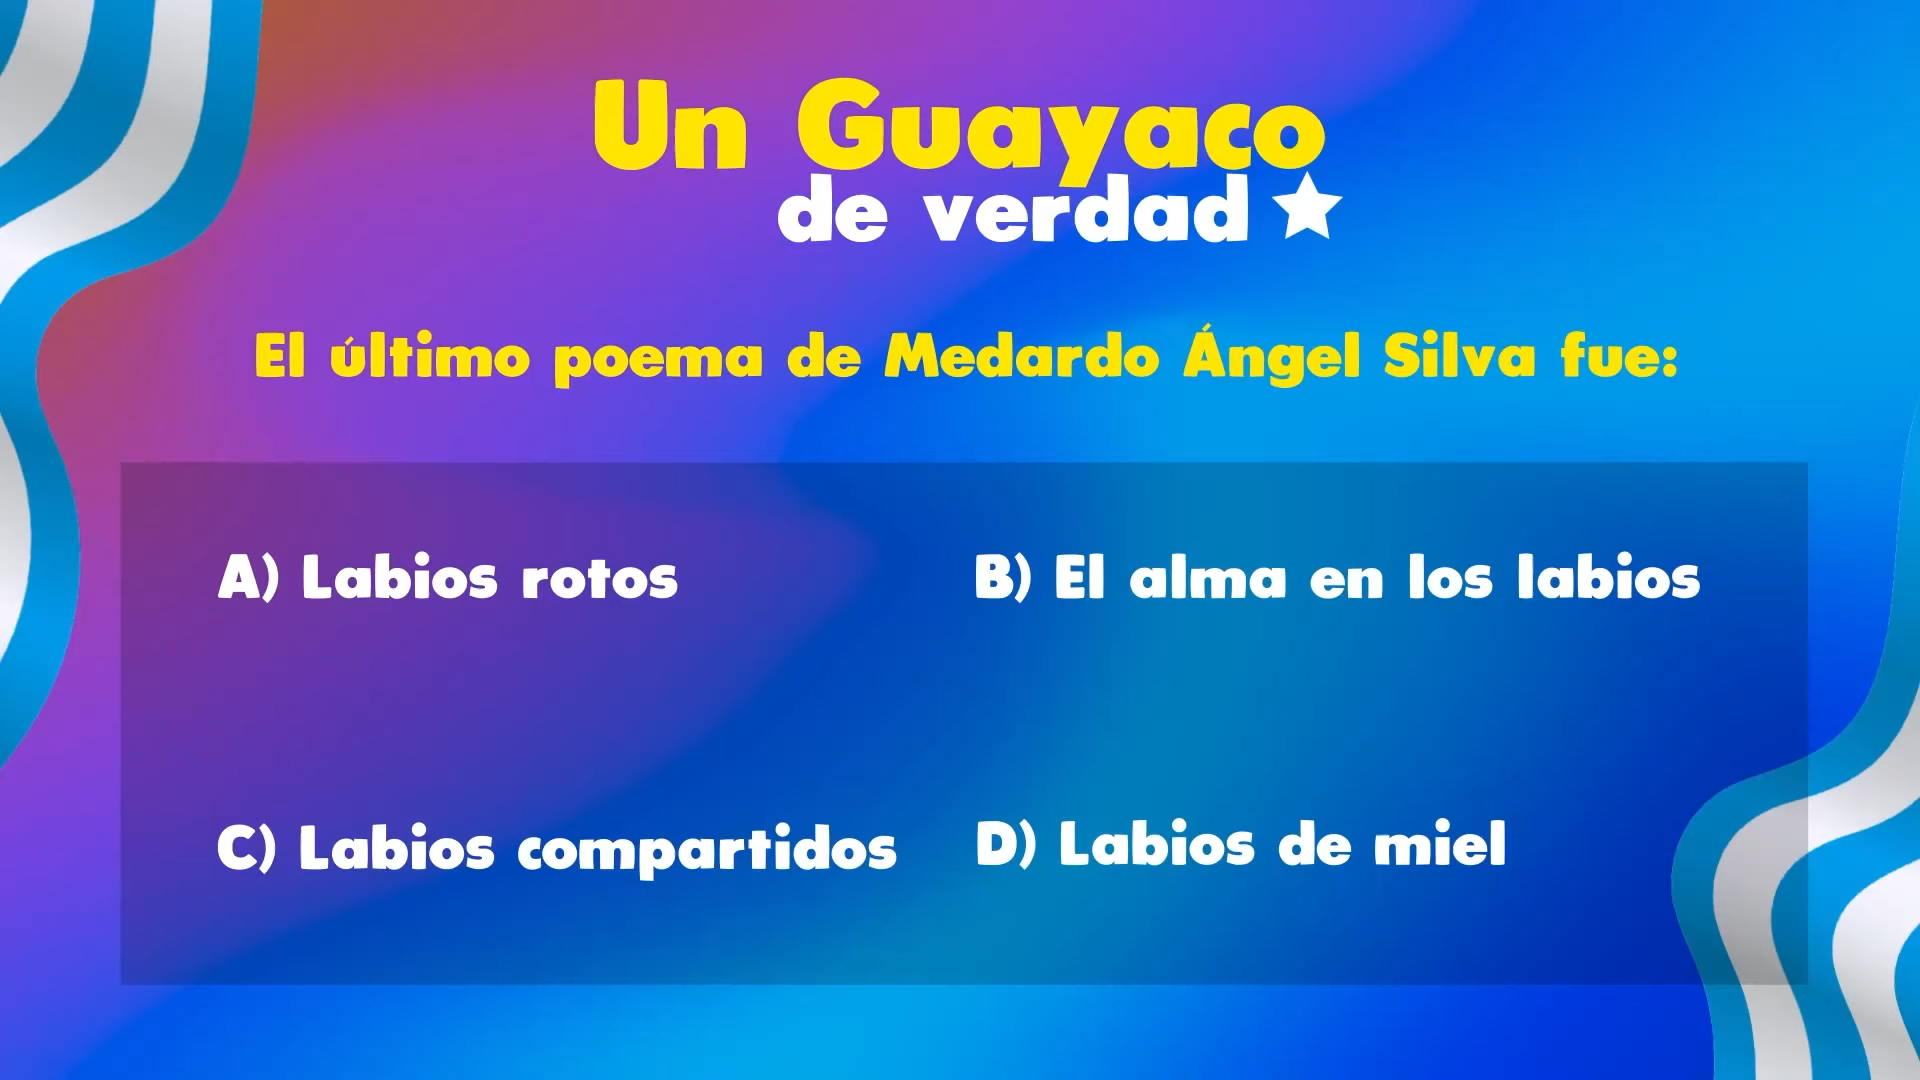 Un Guayaco
de verdad
El último poema de Medardo Ángel Silva fue:
A) Labios rotos
B) El alma en los labios
C) Labios compartidos
D) Labios de miel